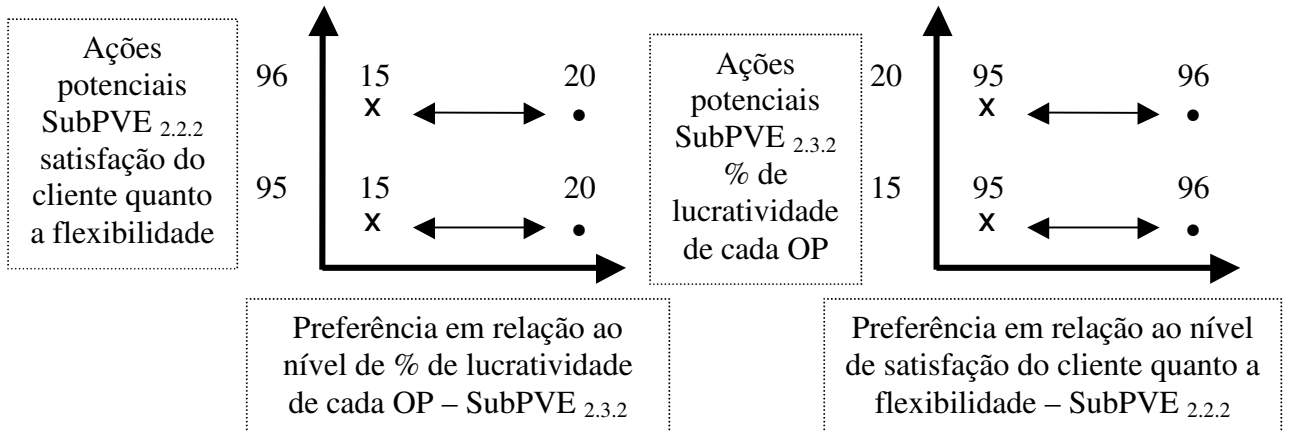 Ações
potenciais
SubPVE 2.2.2
satisfação do
cliente quanto
a flexibilidade
96
15
20
x
•
95
15
20
x
•
Preferência em relação ao
nível de % de lucratividade
de cada OP – SubPVE 2.3.2
Ações
potenciais
SubPVE 2.3.2
% de
lucratividade
de cada OP
20
95
96
x
•
15
95
96
x
•
Preferência em relação ao nível
de satisfação do cliente quanto a
flexibilidade – SubPVE 2.2.2